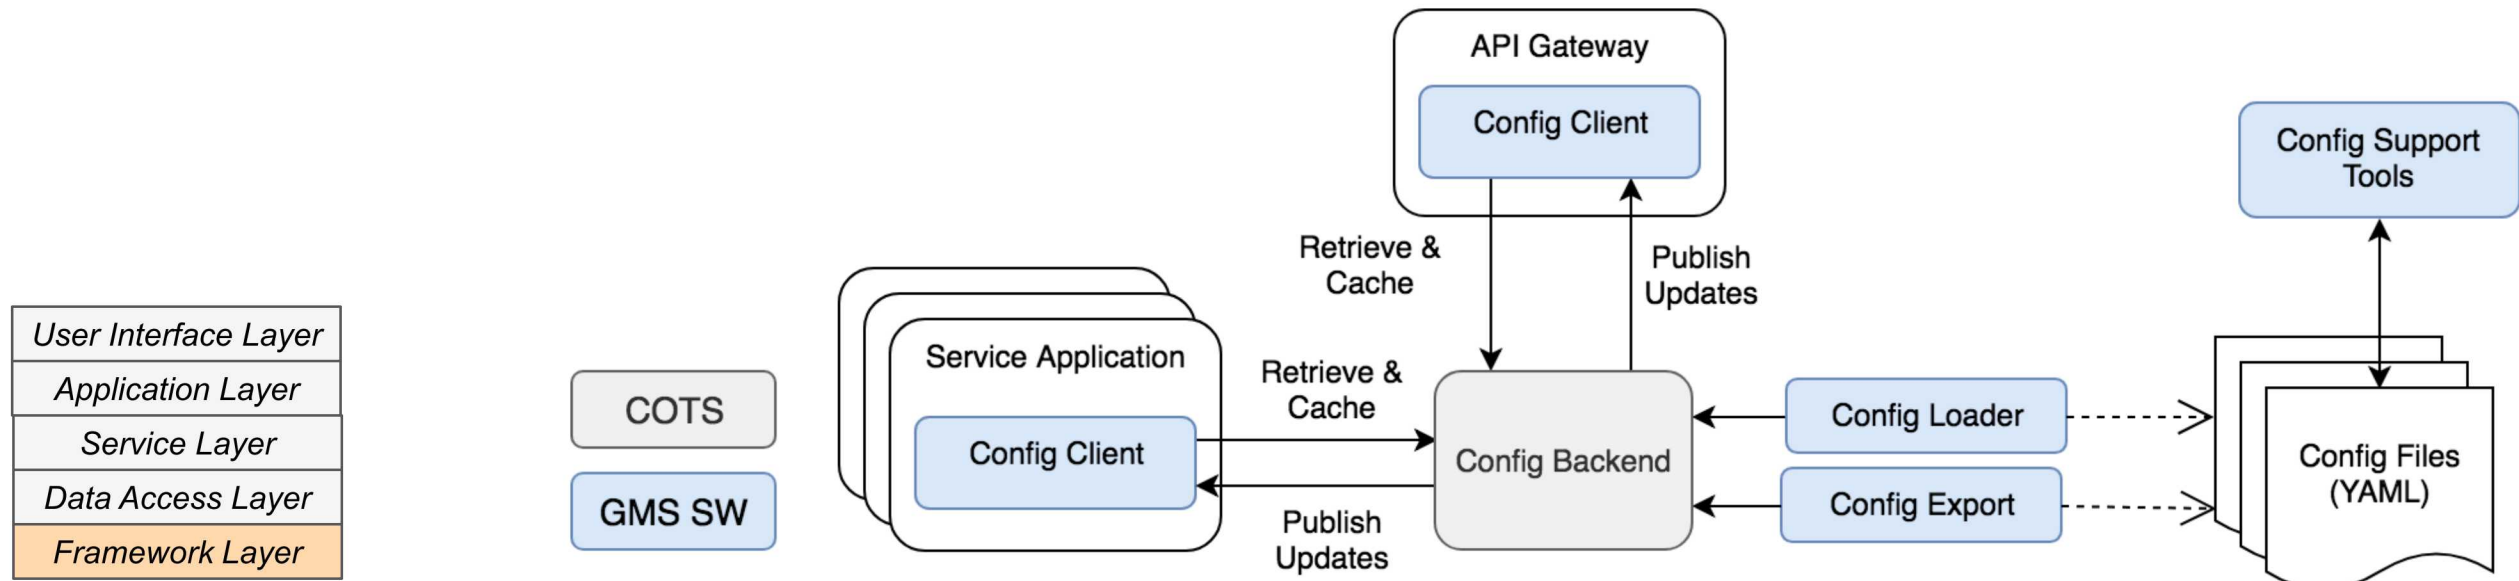 User Interface Layer
Application Layer
Service Layer
Data Access Layer
Framework Layer
COTS
GMS SW
Service Application
Config Client
Retrieve &
Cache
Publish
Updates
API Gateway
Config Client
Retrieve &
Cache
Publish
Updates
Config Backend
Config Loader
Config Export
Config Support
Tools
Config Files
(YAML)